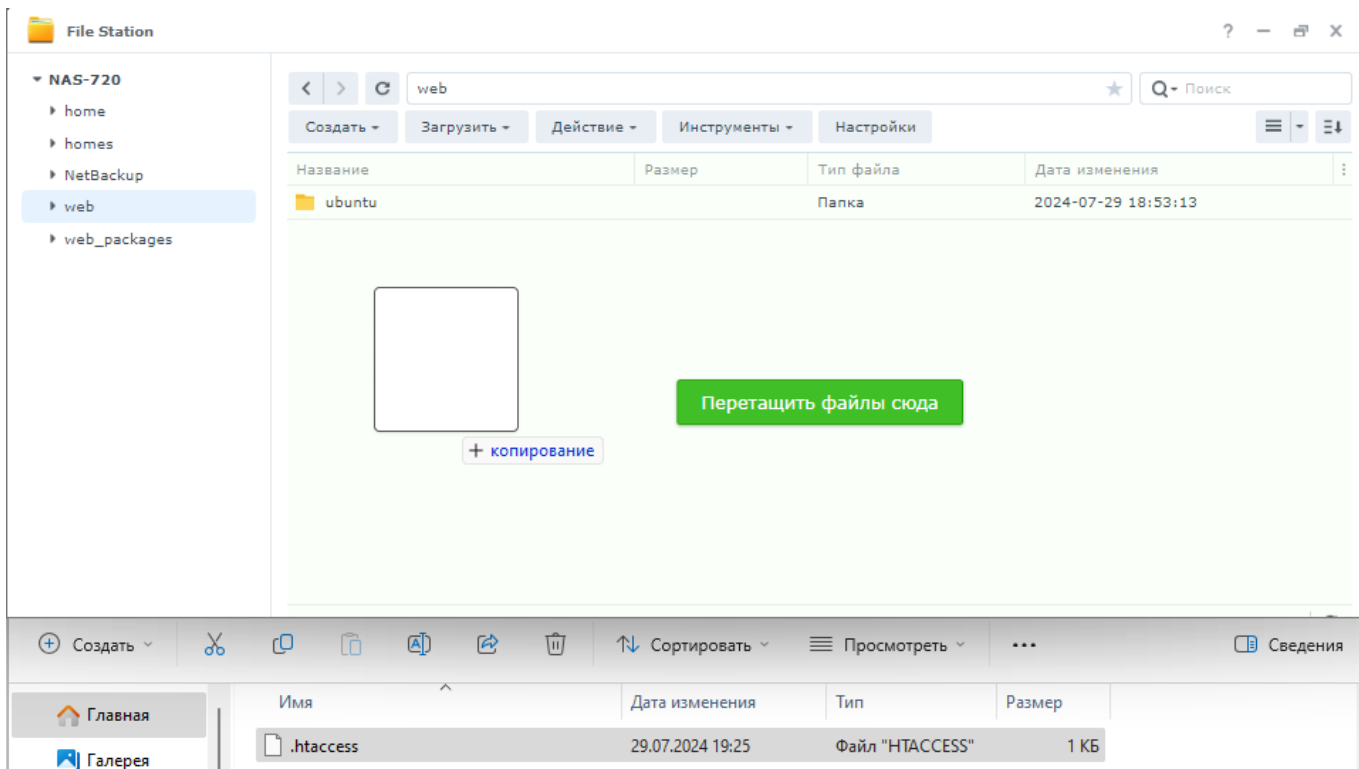 File Station
?
NAS-720
home
homes
NetBackup
web
web_packages
web
Поиск
Создать Загрузить Действие Инструменты Настройки
Название Размер Тип файла Дата изменения
ubuntu Папка 2024-07-29 18:53:13
Перетащить файлы сюда
+ копирование
Создать Сортировать Просмотреть ... Сведения
Главная
Галерея
Имя Дата изменения Тип Размер
.htaccess 29.07.2024 19:25 Файл "HTACCESS" 1 КБ